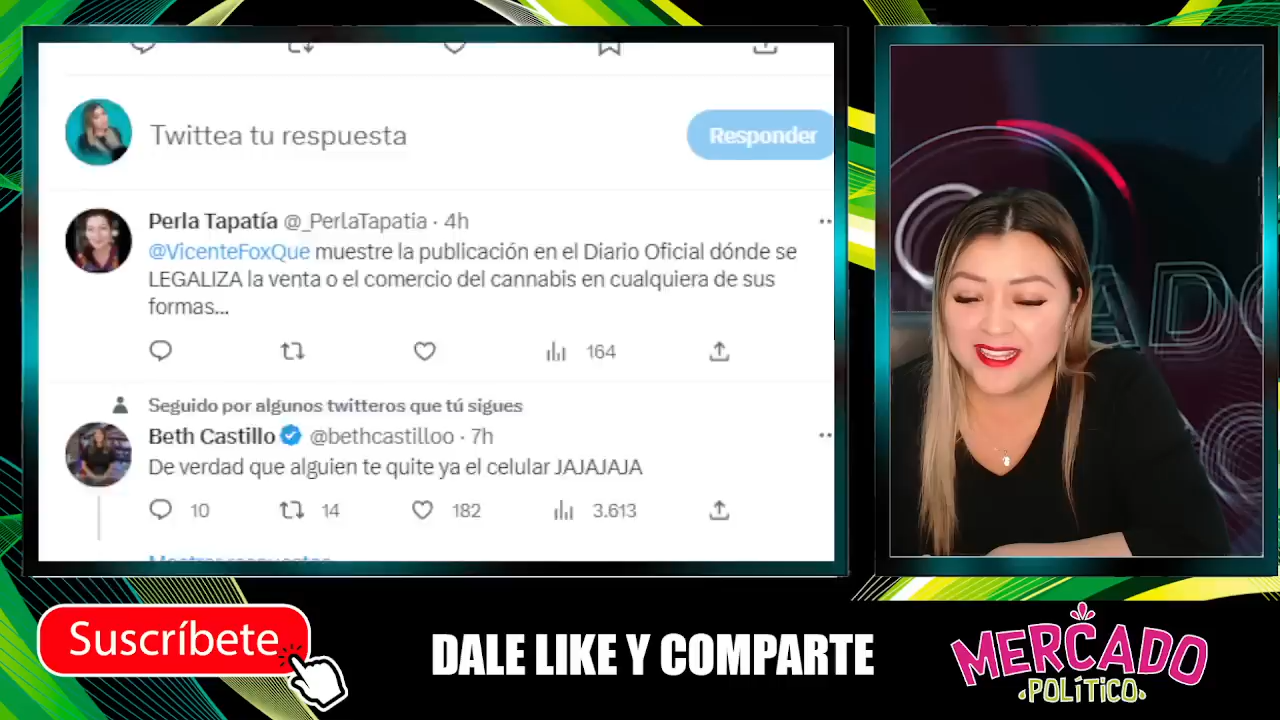 Twittea tu respuesta
Responder
Perla Tapatía @_PerlaTapatia · 4h
@VicenteFoxQue muestre la publicación en el Diario Oficial dónde se
LEGALIZA la venta o el comercio del cannabis en cualquiera de sus
formas...
164
Seguido por algunos twitteros que tú sigues
Beth Castillo @bethcastilloo · 7h
De verdad que alguien te quite ya el celular JAJAJAJA
10 14 182 3.613
Mostrar respuestas
ADO
Suscríbete
DALE LIKE Y COMPARTE
MERCADO
POLÍTICO